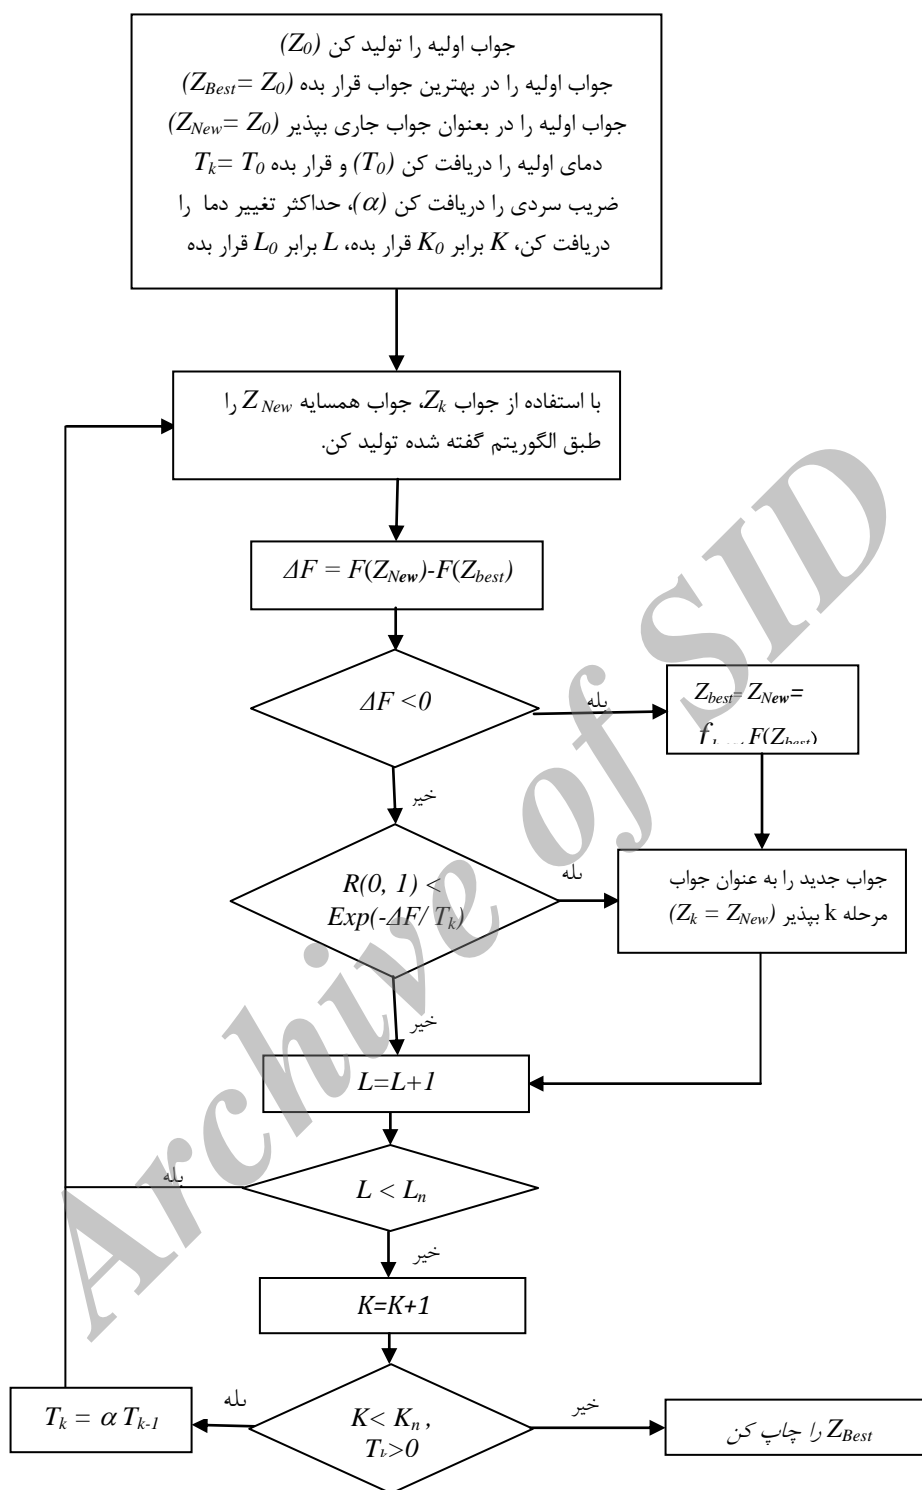 جواب اولیه را تولید کن (Z0)
جواب اولیه را در بهترین جواب قرار بده (ZBest= Z0)
جواب اولیه را در بعنوان جواب جاری بپذیر (ZNew= Z0)
دمای اولیه را دریافت کن (T0) و قرار بده Tk= T0
ضریب سردی را دریافت کن (α)، حداکثر تغییر دما را
دریافت کن، K برابر K0 قرار بده، L برابر L0 قرار بده
با استفاده از جواب Zk، جواب همسایه ZNew را
طبق الگوریتم گفته شده تولید کن.
ΔF = F(ZNew)-F(Zbest)
ΔF <0
بله
Zbest= ZNew=
F(Zbest)
خیر
R(0, 1) <
Exp(-ΔF/ Tk)
بله
جواب جدید را به عنوان جواب
مرحله k بپذیر (Zk = ZNew)
خیر
L=L+1
L < Ln
بله
خیر
K=K+1
K< Kn ,
Tk>0
بله
Tk = α Tk-1
خیر
ZBest را چاپ کن
Archive of SID